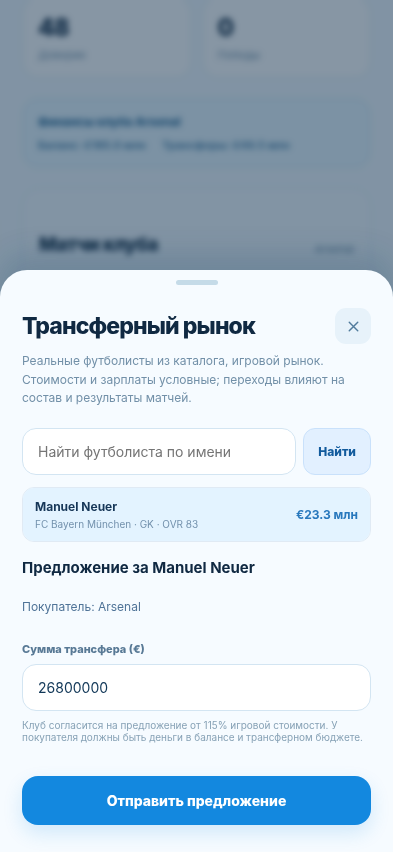 48
0
Матчи клуба
Трансферный рынок
Реальные футболисты из каталога, игровой рынок.
Стоимости и зарплаты условные; переходы влияют на
состав и результаты матчей.
Найти футболиста по имени
Найти
Manuel Neuer
FC Bayern München · GK · OVR 83
€23.3 млн
Предложение за Manuel Neuer
Покупатель: Arsenal
Сумма трансфера (€)
26800000
Клуб согласится на предложение от 115% игровой стоимости. У
покупателя должны быть деньги в балансе и трансферном бюджете.
Отправить предложение